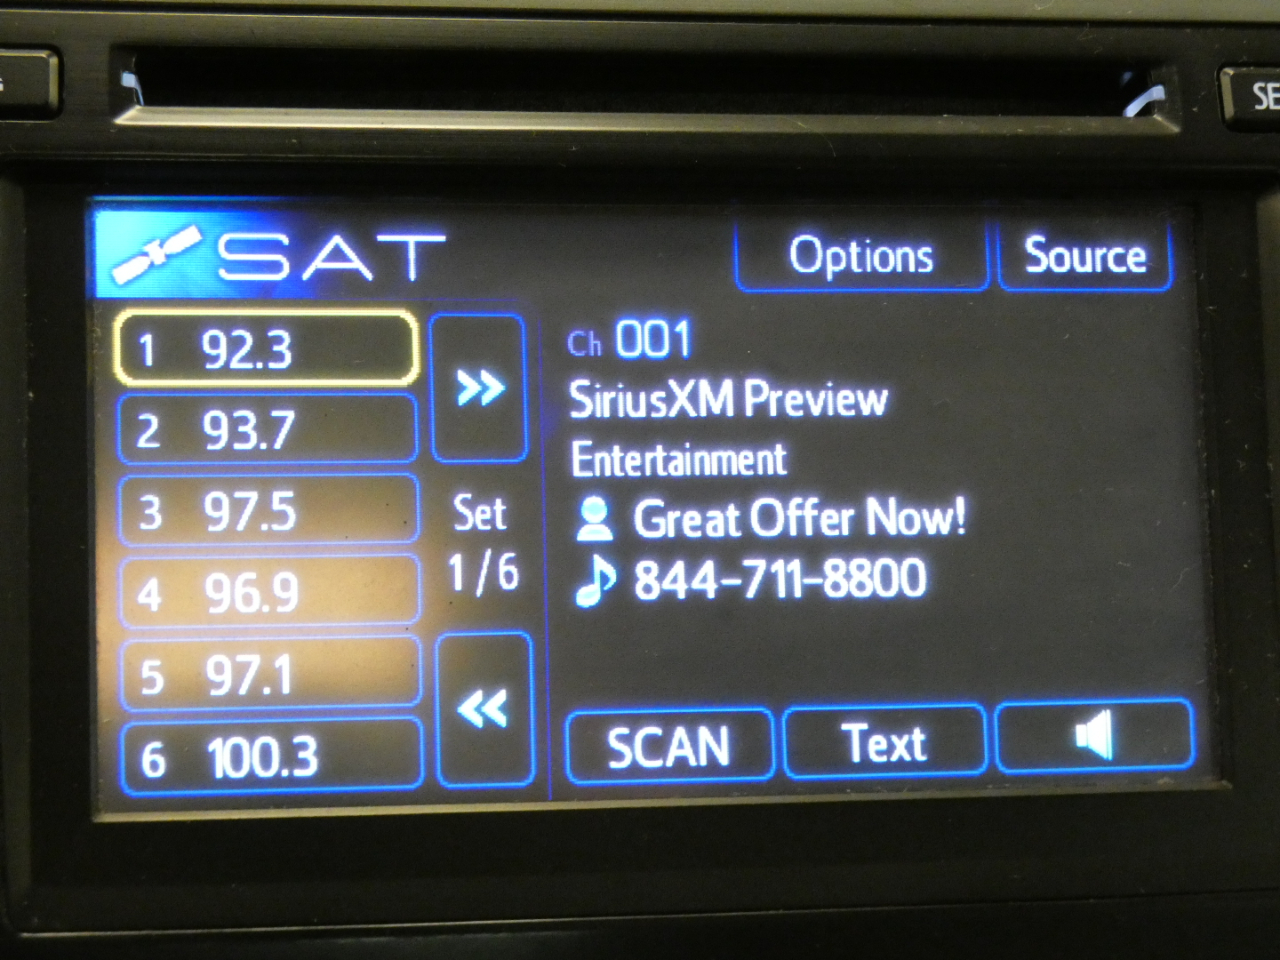 SE
SAT
Options
Source
1 92.3
2 93.7
3 97.5
4 96.9
5 97.1
6 100.3
Set
1/6
Ch 001
SiriusXM Preview
Entertainment
Great Offer Now!
844-711-8800
SCAN
Text